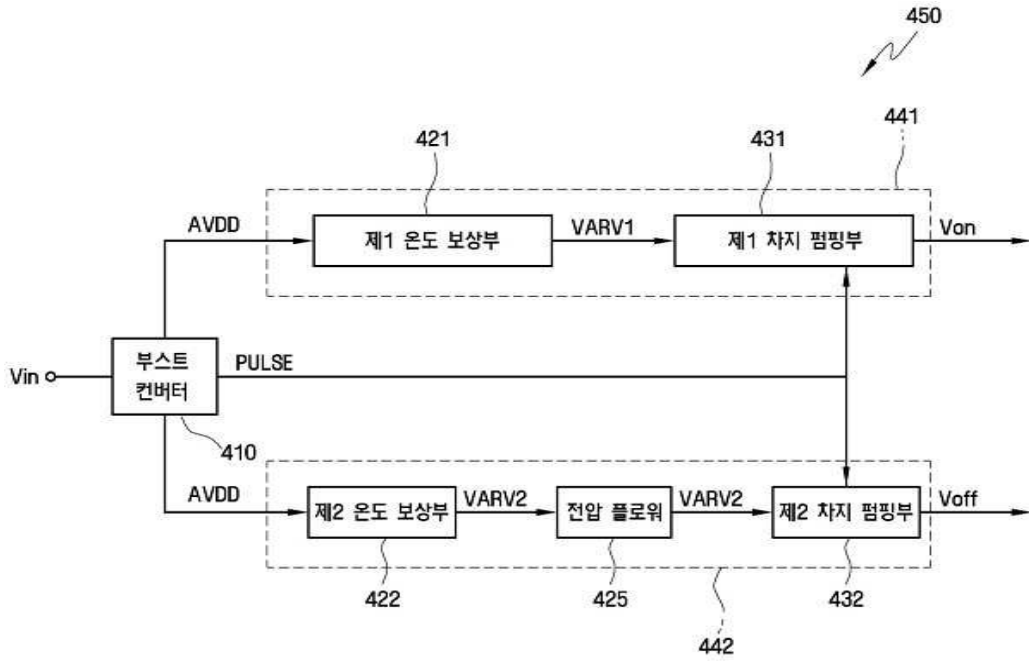 450
441
421
431
AVDD
제1 온도 보상부
VARV1
제1 차지 펌핑부
Von
Vin
부스트
컨버터
PULSE
410
AVDD
제2 온도 보상부
VARV2
전압 플로워
VARV2
제2 차지 펌핑부
Voff
422
425
432
442